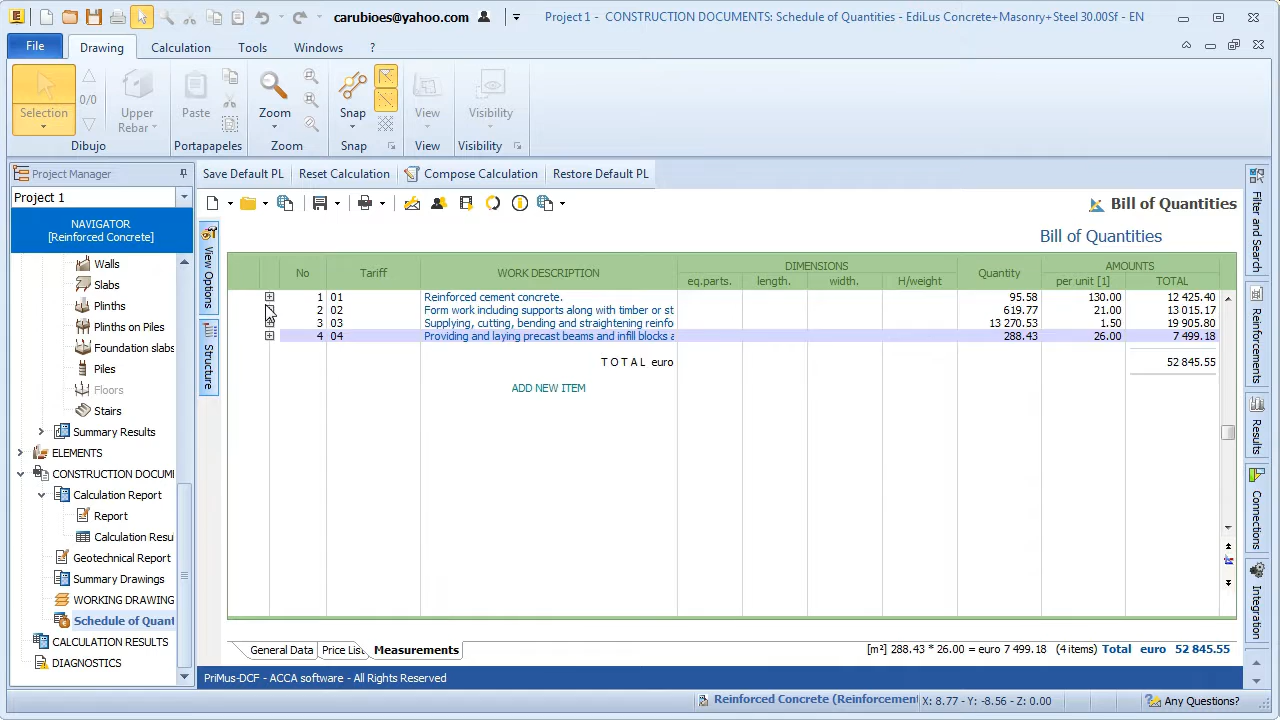 carubioes@yahoo.com
Project 1 - CONSTRUCTION DOCUMENTS: Schedule of Quantities - EdiLus Concrete+Masonry+Steel 30.00Sf - EN
File
Drawing
Calculation
Tools
Windows
?
Selection
0/0
Upper
Rebar
Dibujo
Paste
Portapapeles
Zoom
Zoom
Snap
Snap
View
View
Visibility
Visibility
Project Manager
Save Default PL
Reset Calculation
Compose Calculation
Restore Default PL
Project 1
NAVIGATOR
[Reinforced Concrete]
Walls
Slabs
Plinths
Plinths on Piles
Foundation slabs
Piles
Floors
Stairs
Summary Results
ELEMENTS
CONSTRUCTION DOCUM
Calculation Report
Report
Calculation Resu
Geotechnical Report
Summary Drawings
WORKING DRAWING
Schedule of Quant
CALCULATION RESULTS
DIAGNOSTICS
View Options
Structure
Bill of Quantities
Bill of Quantities
No Tariff WORK DESCRIPTION DIMENSIONS Quantity AMOUNTS
eq.parts. length. width. H/weight per unit [1] TOTAL
1 01 Reinforced cement concrete. 95.58 130.00 12 425.40
2 02 Form work including supports along with timber or st 619.77 21.00 13 015.17
3 03 Supplying, cutting, bending and straightening reinfo 13 270.53 1.50 19 905.80
4 04 Providing and laying precast beams and infill blocks a 288.43 26.00 7 499.18
T O T A L euro 52 845.55
ADD NEW ITEM
General Data
Price Lis
Measurements
[m²] 288.43 * 26.00 = euro 7 499.18 (4 items) Total euro 52 845.55
PriMus-DCF - ACCA software - All Rights Reserved
Reinforced Concrete (Reinforcement
X: 8.77 - Y: -8.56 - Z: 0.00
Any Questions?
Filter and Search
Reinforcements
Results
Connections
Integration